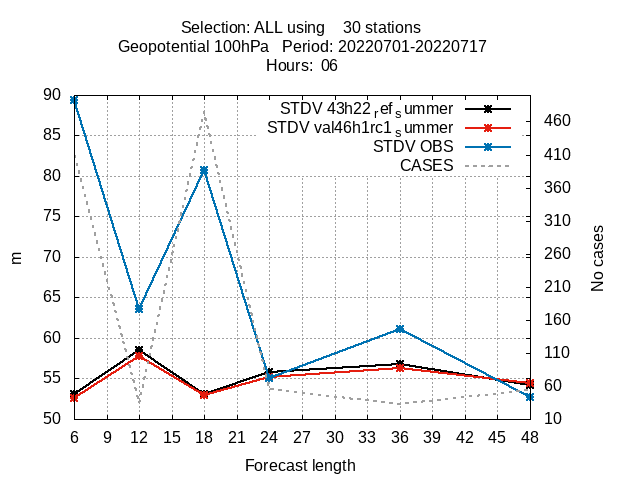 Selection: ALL using    30 stations
Geopotential 100hPa   Period: 20220701-20220717
Hours:  06
STDV 43h22_ref_summer
STDV val46h1rc1_summer
STDV OBS
CASES
90
85
80
75
70
65
60
55
50
460
410
360
310
260
210
160
110
60
10
m
No cases
6 9 12 15 18 21 24 27 30 33 36 39 42 45 48
Forecast length